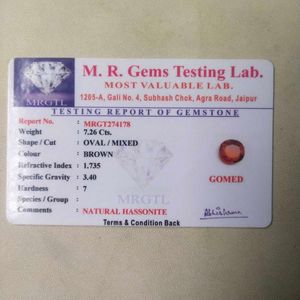 M. R. Gems Testing Lab.
MOST VALUABLE LAB.
1205-A, Gali No. 4, Subhash Chok, Agra Road, Jaipur
MRGTL
TESTING REPORT OF GEMSTONE
Report No. : MRGT274178
Weight : 7.26 Cts.
Shape / Cut : OVAL / MIXED
Colour : BROWN
Refractive Index : 1.735
Specific Gravity : 3.40
Hardness : 7
Species / Group :
Comments : NATURAL HASSONITE
GOMED
MRGTL
Terms & Condition Back